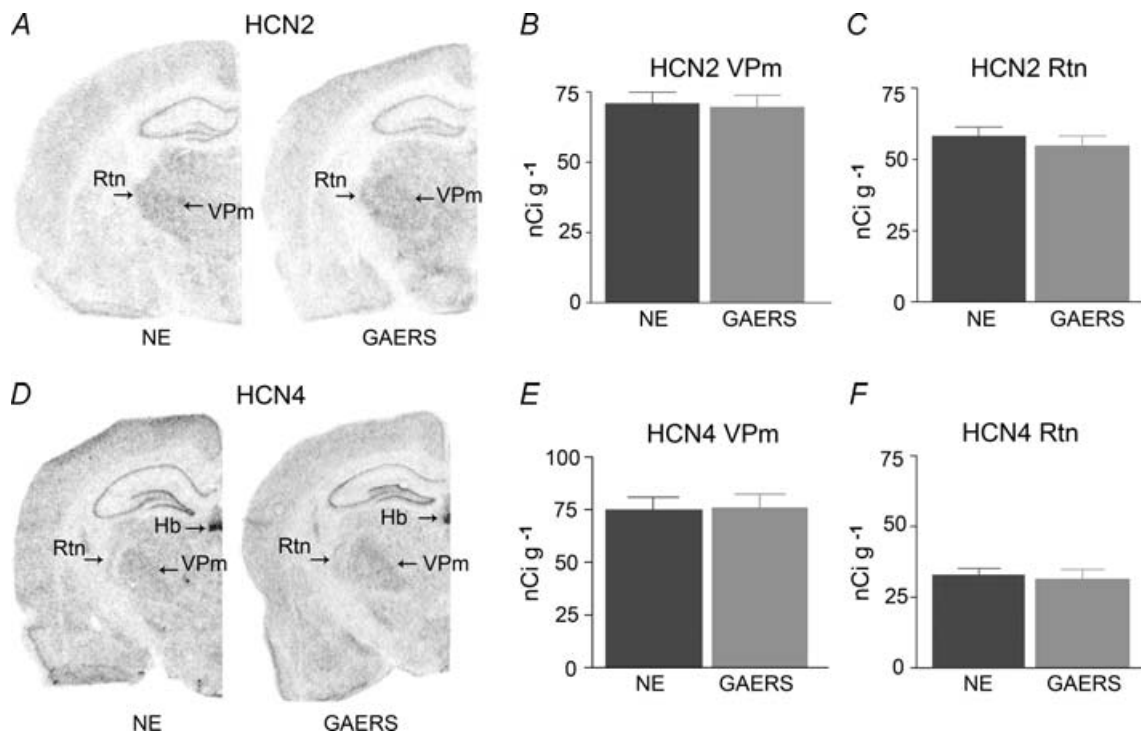 A HCN2
Rtn
VPm
Rtn
VPm
NE GAERS
B
HCN2 VPm
nCi g -1
75
50
25
0
NE GAERS
C
HCN2 Rtn
nCi g -1
75
50
25
0
NE GAERS
D HCN4
Hb
Rtn
VPm
Hb
Rtn
VPm
NE GAERS
E
HCN4 VPm
nCi g -1
100
75
50
25
0
NE GAERS
F
HCN4 Rtn
nCi g -1
75
50
25
0
NE GAERS